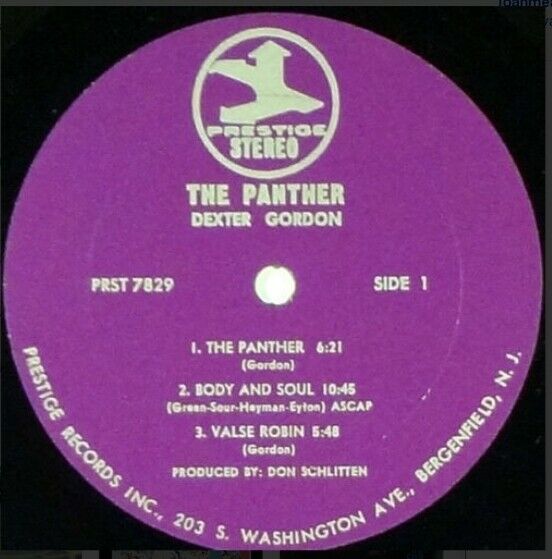 PRESTIGE
STEREO
THE PANTHER
DEXTER GORDON
PRST 7829
SIDE 1
1. THE PANTHER 6:21
(Gordon)
2. BODY AND SOUL 10:45
(Green-Sour-Heyman-Eyton) ASCAP
3. VALSE ROBIN 5:48
(Gordon)
PRODUCED BY: DON SCHLITTEN
PRESTIGE RECORDS INC., 203 S. WASHINGTON AVE., BERGENFIELD, N. J.